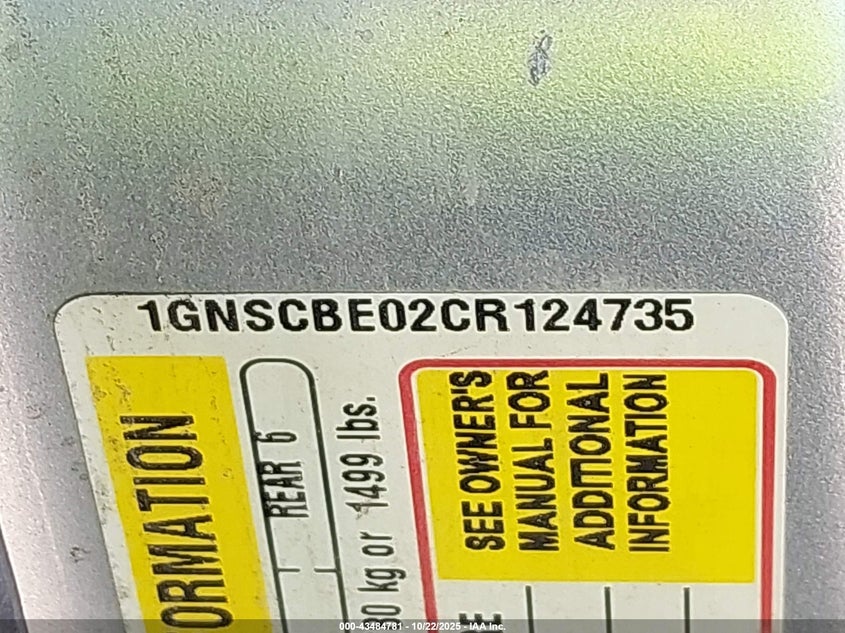 1GNSCBE02CR124735
ORMATION
REAR 6
0 kg or 1499 lbs.
SEE OWNER'S
MANUAL FOR
ADDITIONAL
INFORMATION
E
000-43484781 - 10/22/2025 - IAA Inc.